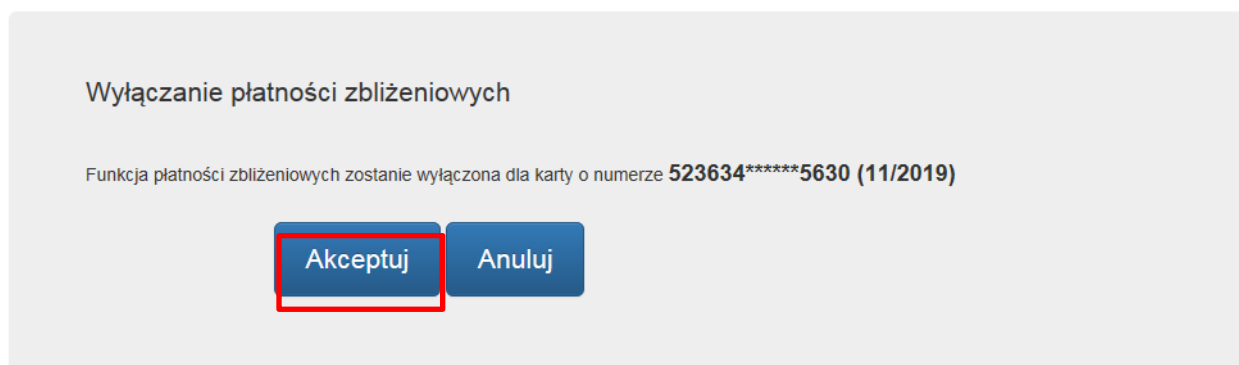 Wyłączanie płatności zbliżeniowych
Funkcja płatności zbliżeniowych zostanie wyłączona dla karty o numerze 523634******5630 (11/2019)
Akceptuj Anuluj